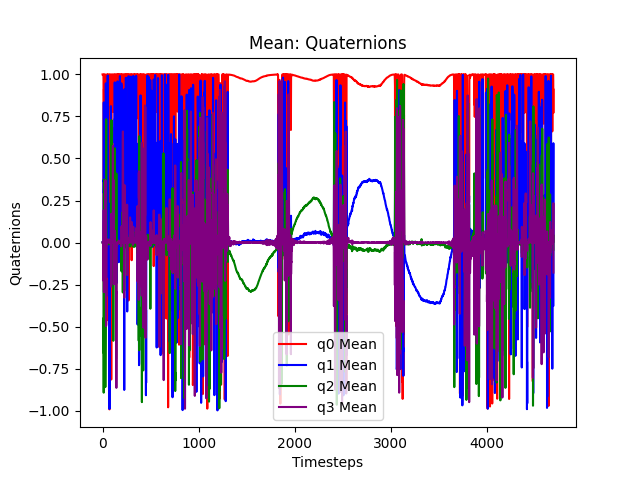 Mean: Quaternions
Quaternions
1.00
0.75
0.50
0.25
0.00
−0.25
−0.50
−0.75
−1.00
q0 Mean
q1 Mean
q2 Mean
q3 Mean
0 1000 2000 3000 4000
Timesteps